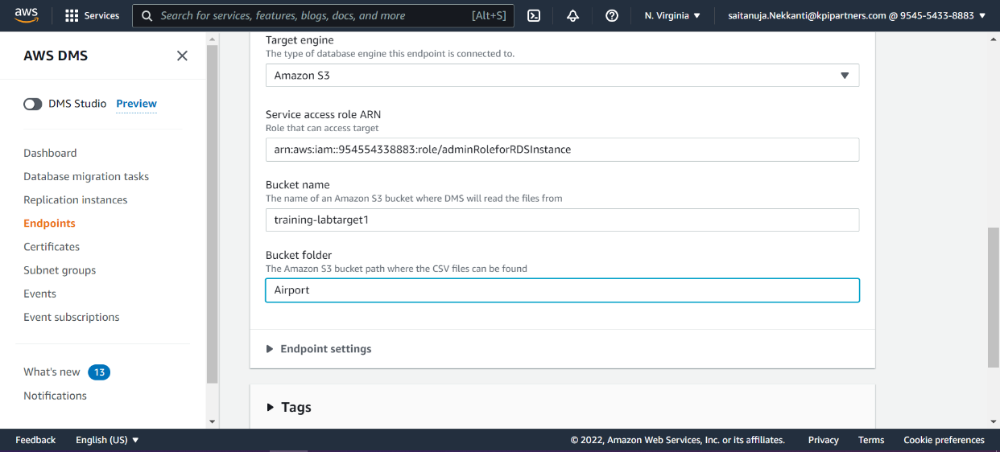 aws
Services
Search for services, features, blogs, docs, and more [Alt+S]
N. Virginia
saitanuja.Nekkanti@kpipartners.com @ 9545-5433-8883
AWS DMS
DMS Studio Preview
Dashboard
Database migration tasks
Replication instances
Endpoints
Certificates
Subnet groups
Events
Event subscriptions
What's new 13
Notifications
Target engine
The type of database engine this endpoint is connected to.
Amazon S3
Service access role ARN
Role that can access target
arn:aws:iam::954554338883:role/adminRoleforRDSInstance
Bucket name
The name of an Amazon S3 bucket where DMS will read the files from
training-labtarget1
Bucket folder
The Amazon S3 bucket path where the CSV files can be found
Airport
Endpoint settings
Tags
Feedback
English (US)
© 2022, Amazon Web Services, Inc. or its affiliates.
Privacy
Terms
Cookie preferences